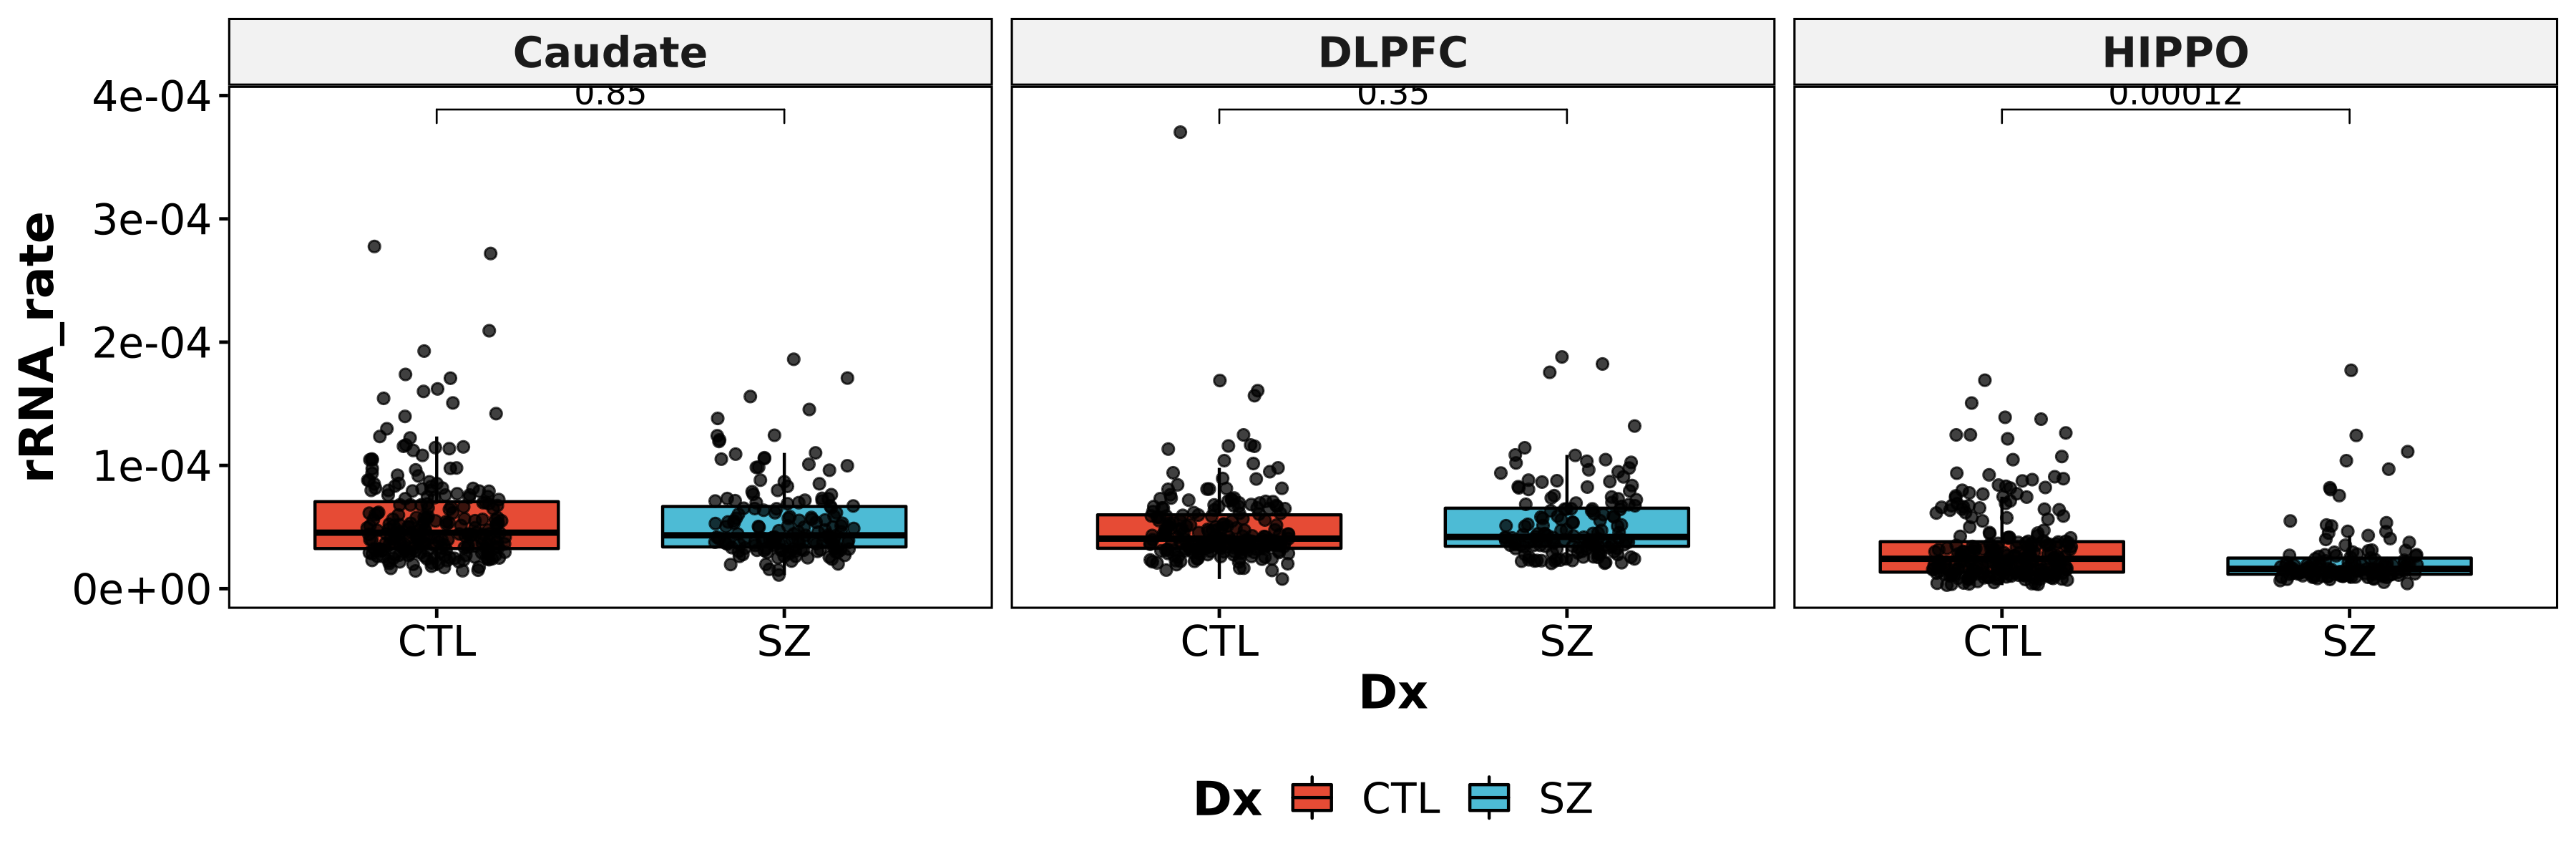 Caudate
DLPFC
HIPPO
0.85
0.35
0.00012
rRNA_rate
4e-04
3e-04
2e-04
1e-04
0e+00
CTL
SZ
CTL
SZ
CTL
SZ
Dx
Dx CTL SZ